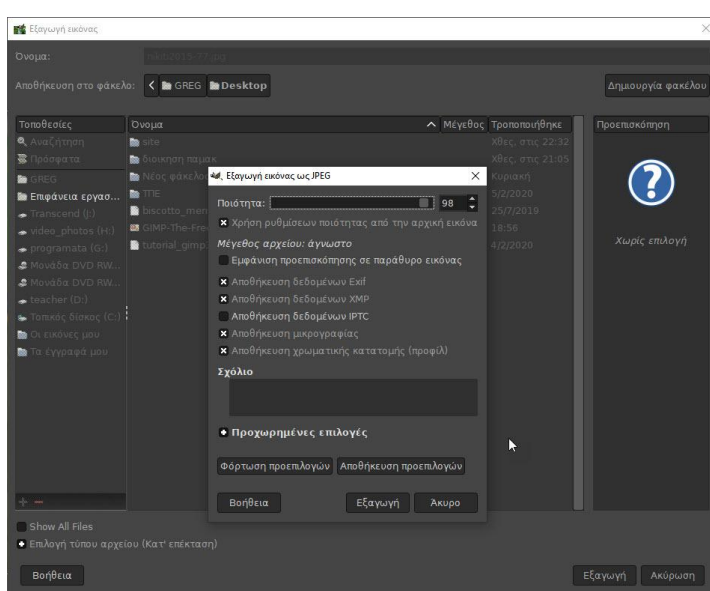 Εξαγωγή εικόνας
Όνομα:
Αποθήκευση στο φάκελο: GREG Desktop Δημιουργία φακέλου
Τοποθεσίες Όνομα Μέγεθος Τροποποιήθηκε Προεπισκόπηση
Αναζήτηση site Χθες, στις 22:32
Πρόσφατα διοικηση παμακ Χθες, στις 21:05
GREG Νέος φάκελος Κυριακή
Επιφάνεια εργασ... ΤΠΕ 5/2/2020
Transcend (J:) 25/7/2019
video_photos (H:) 18:56
programata (G:) tutorial_gimp 4/2/2020
Μονάδα DVD RW...
Μονάδα DVD RW...
teacher (D:)
Τοπικός δίσκος (C:)
Οι εικόνες μου
Τα έγγραφά μου
Χωρίς επιλογή
Εξαγωγή εικόνας ως JPEG
Ποιότητα: 98
Χρήση ρυθμίσεων ποιότητας από την αρχική εικόνα
Μέγεθος αρχείου: άγνωστο
Εμφάνιση προεπισκόπησης σε παράθυρο εικόνας
Αποθήκευση δεδομένων Exif
Αποθήκευση δεδομένων XMP
Αποθήκευση δεδομένων IPTC
Αποθήκευση μικρογραφίας
Αποθήκευση χρωματικής κατατομής (προφίλ)
Σχόλιο
Προχωρημένες επιλογές
Φόρτωση προεπιλογών Αποθήκευση προεπιλογών
Βοήθεια Εξαγωγή Άκυρο
Show All Files
Επιλογή τύπου αρχείου (Κατ' επέκταση)
Βοήθεια Εξαγωγή Ακύρωση